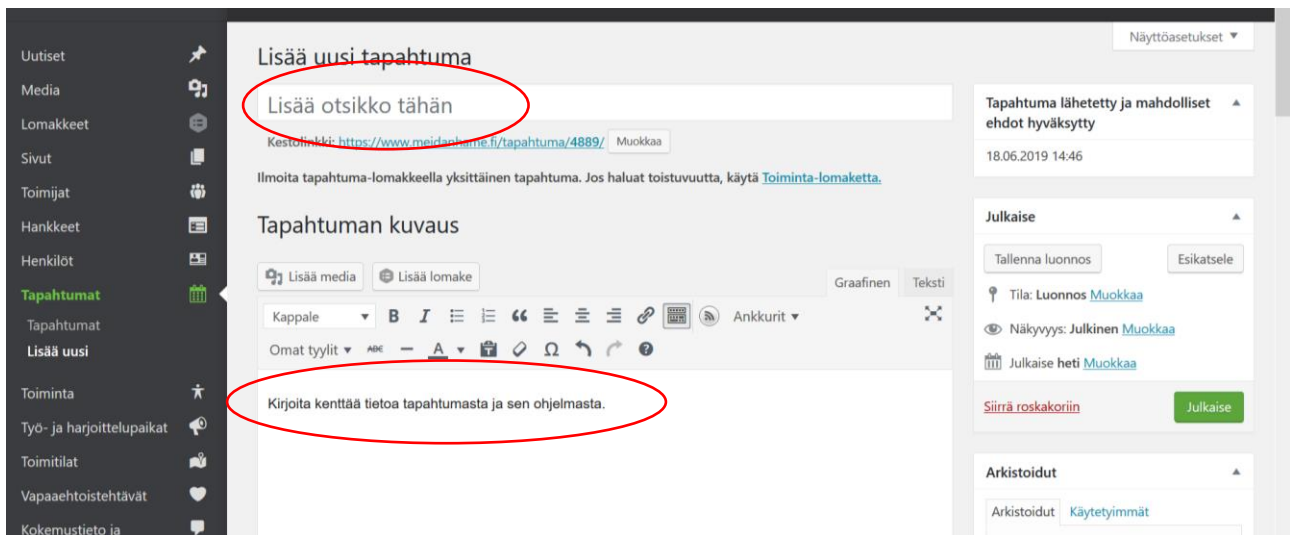 Uutiset
Media
Lomakkeet
Sivut
Toimijat
Hankkeet
Henkilöt
Tapahtumat
Tapahtumat
Lisää uusi
Toiminta
Työ- ja harjoittelupaikat
Toimitilat
Vapaaehtoistehtävät
Kokemustieto ja
Näyttöasetukset
Lisää uusi tapahtuma
Lisää otsikko tähän
Kestolinkki: https://www.meidanhame.fi/tapahtuma/4889/ Muokkaa
Ilmoita tapahtuma-lomakkeella yksittäinen tapahtuma. Jos haluat toistuvuutta, käytä Toiminta-lomaketta.
Tapahtuman kuvaus
Lisää media Lisää lomake
Graafinen Teksti
Kappale B I Ankkurit
Omat tyylit ABE A Ω
Kirjoita kenttää tietoa tapahtumasta ja sen ohjelmasta.
Tapahtuma lähetetty ja mahdolliset
ehdot hyväksytty
18.06.2019 14:46
Julkaise
Tallenna luonnos Esikatsele
Tila: Luonnos Muokkaa
Näkyvyys: Julkinen Muokkaa
Julkaise heti Muokkaa
Siirrä roskakoriin Julkaise
Arkistoidut
Arkistoidut Käytetyimmät